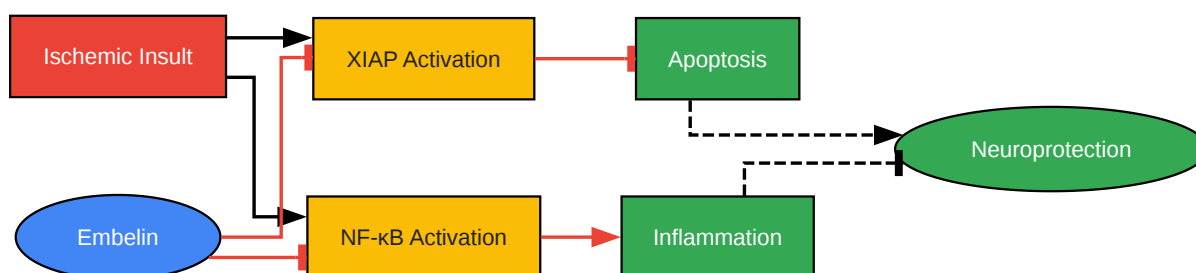 Ischemic Insult
XIAP Activation
Apoptosis
Neuroprotection
Embelin
NF-κB Activation
Inflammation